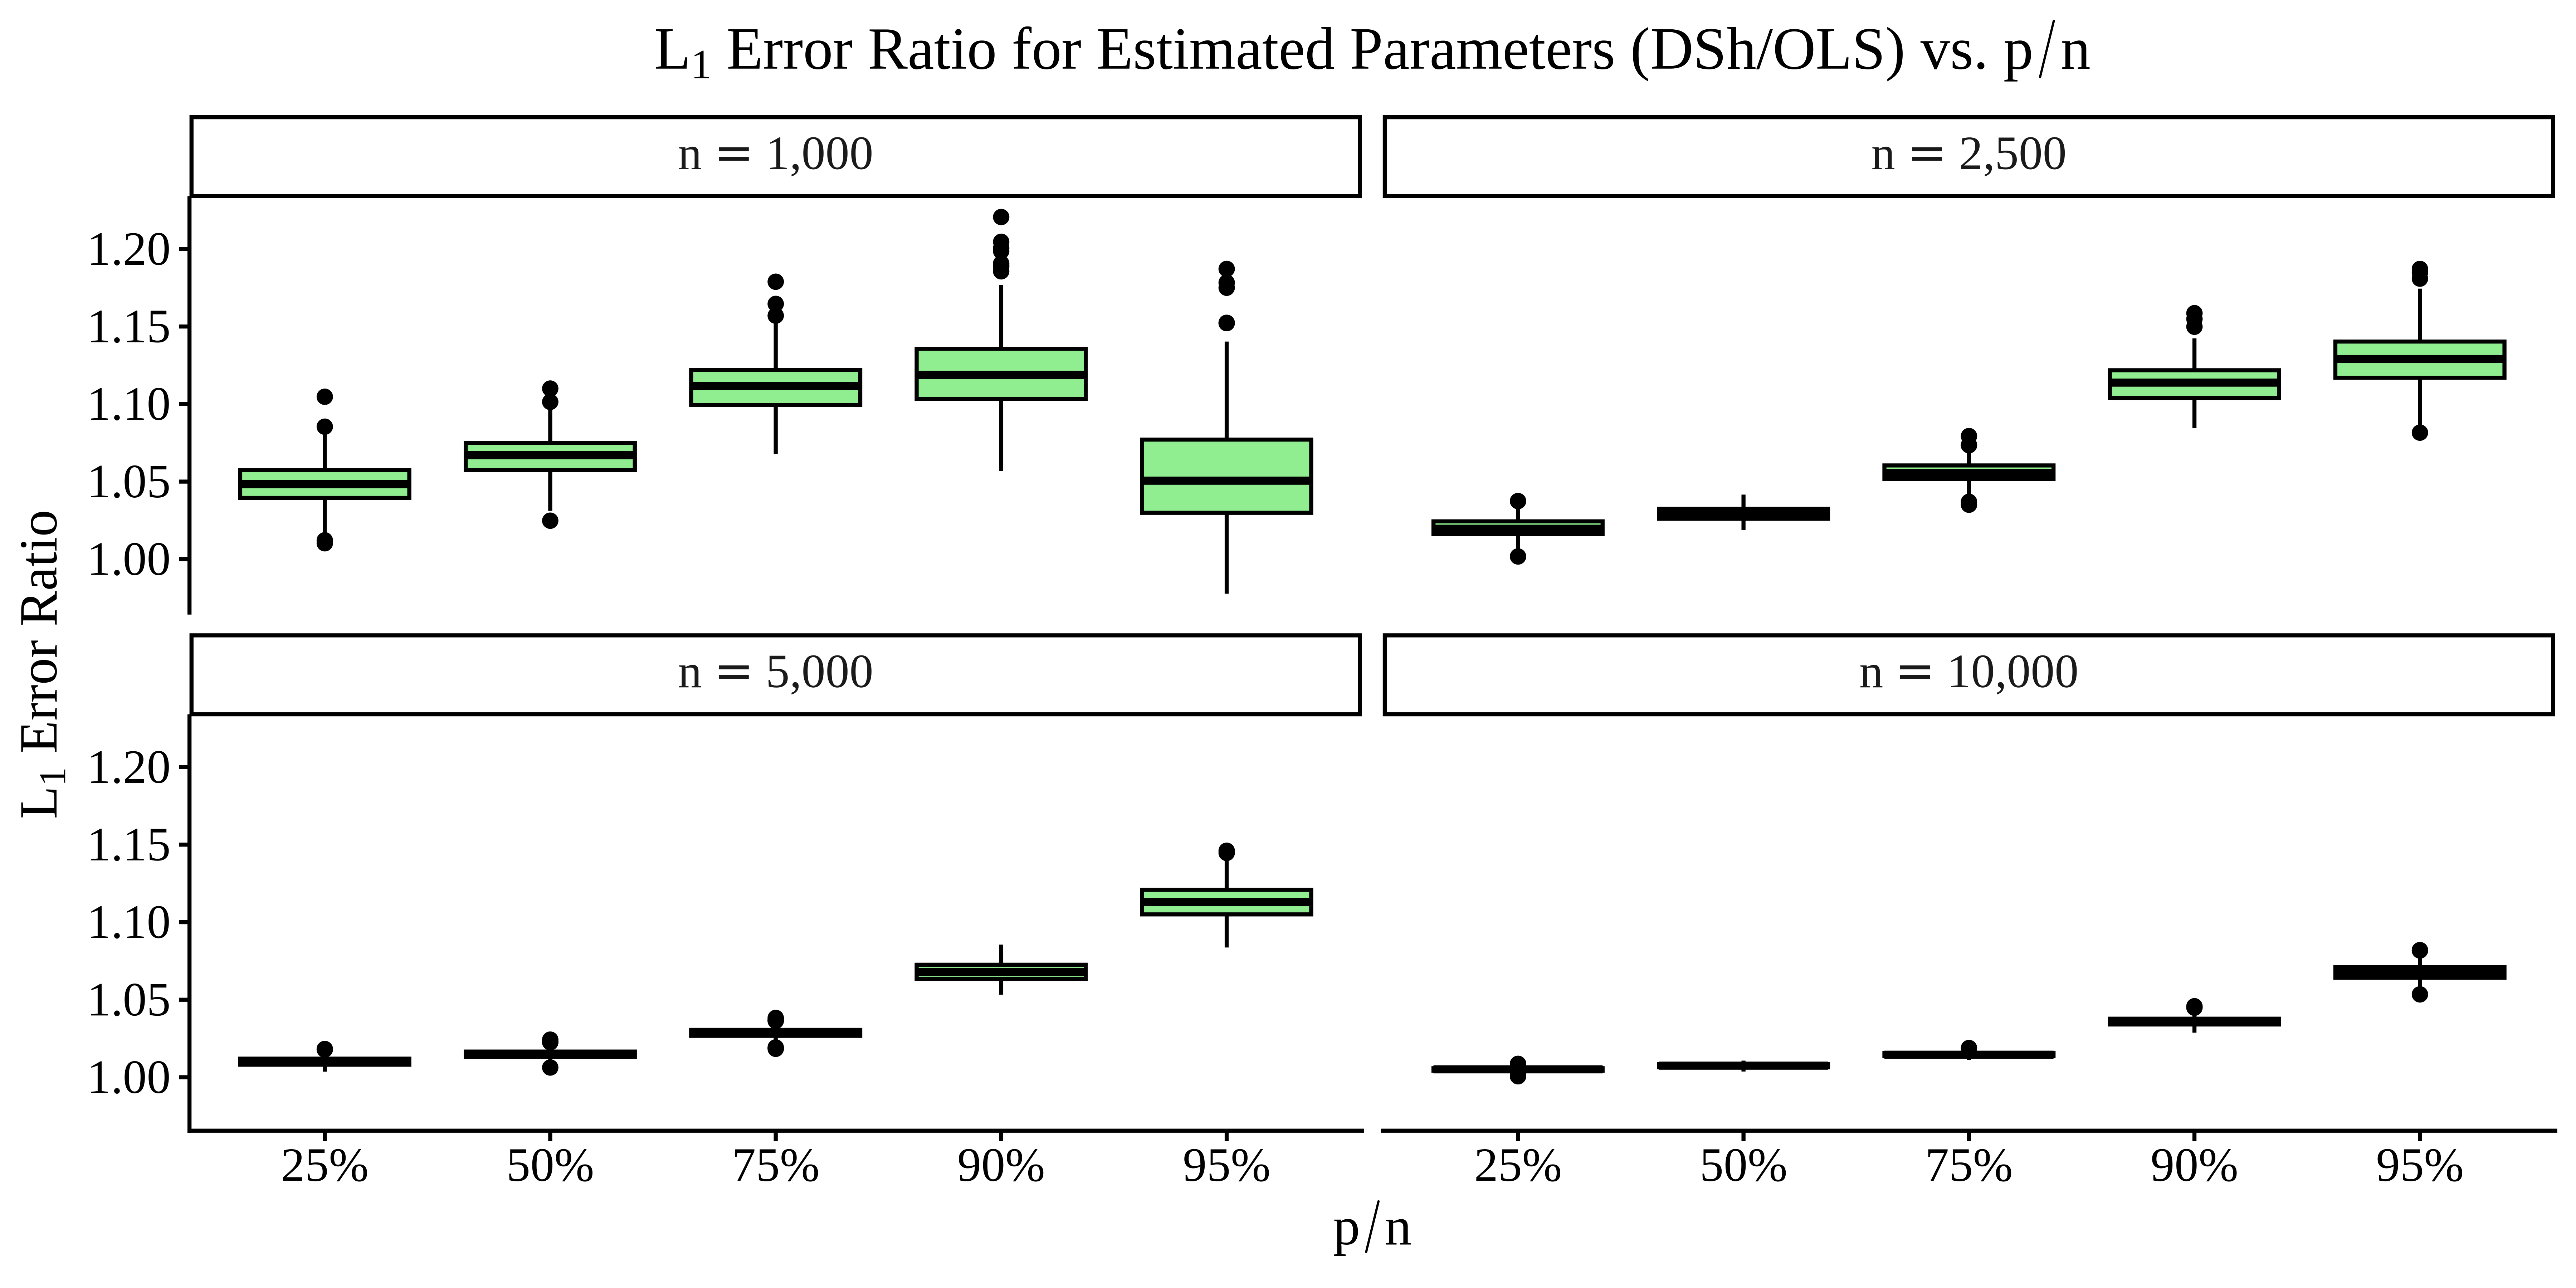 L₁ Error Ratio for Estimated Parameters (DSh/OLS) vs. p/n
n = 1,000
n = 2,500
1.20
1.15
1.10
1.05
1.00
L₁ Error Ratio
n = 5,000
n = 10,000
1.20
1.15
1.10
1.05
1.00
25% 50% 75% 90% 95% 25% 50% 75% 90% 95%
p/n